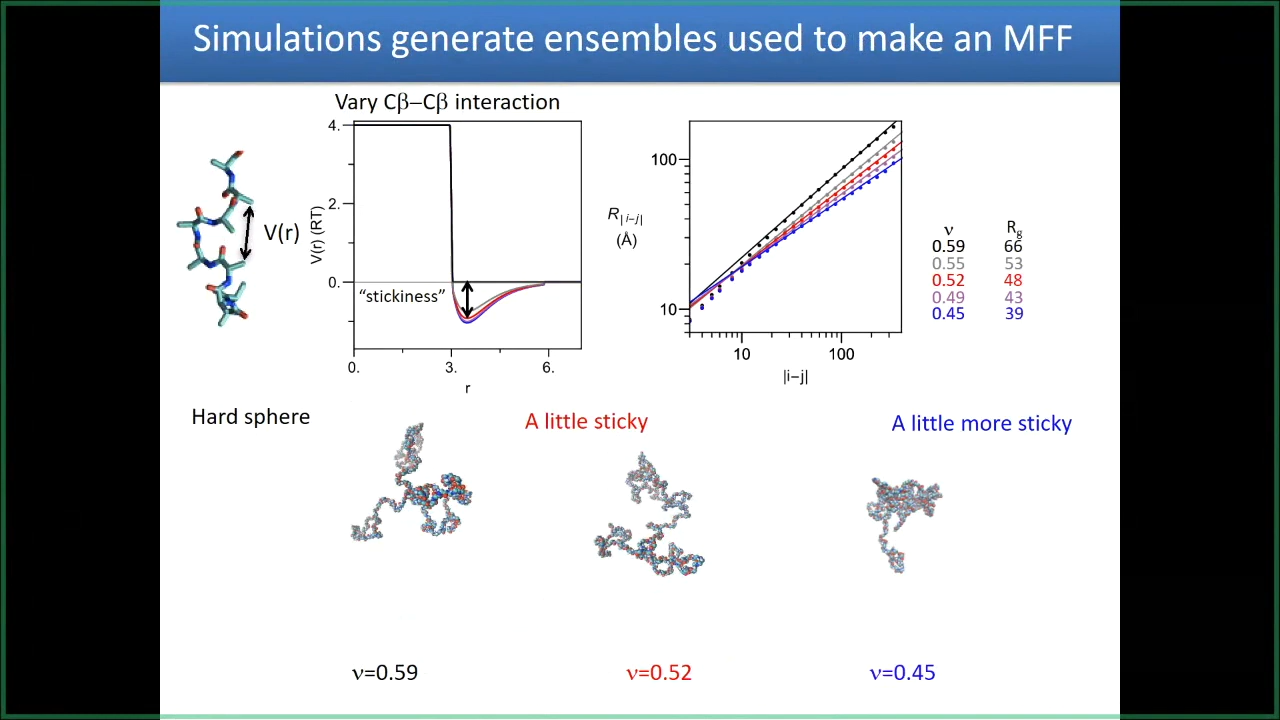 Simulations generate ensembles used to make an MFF
Vary Cβ–Cβ interaction
V(r)
V(r) (RT)
4.
2.
0.
"stickiness"
0.
3.
6.
r
R|i–j|
(Å)
100
10
10
100
|i–j|
ν Rg
0.59 66
0.55 53
0.52 48
0.49 43
0.45 39
Hard sphere
A little sticky
A little more sticky
ν=0.59
ν=0.52
ν=0.45